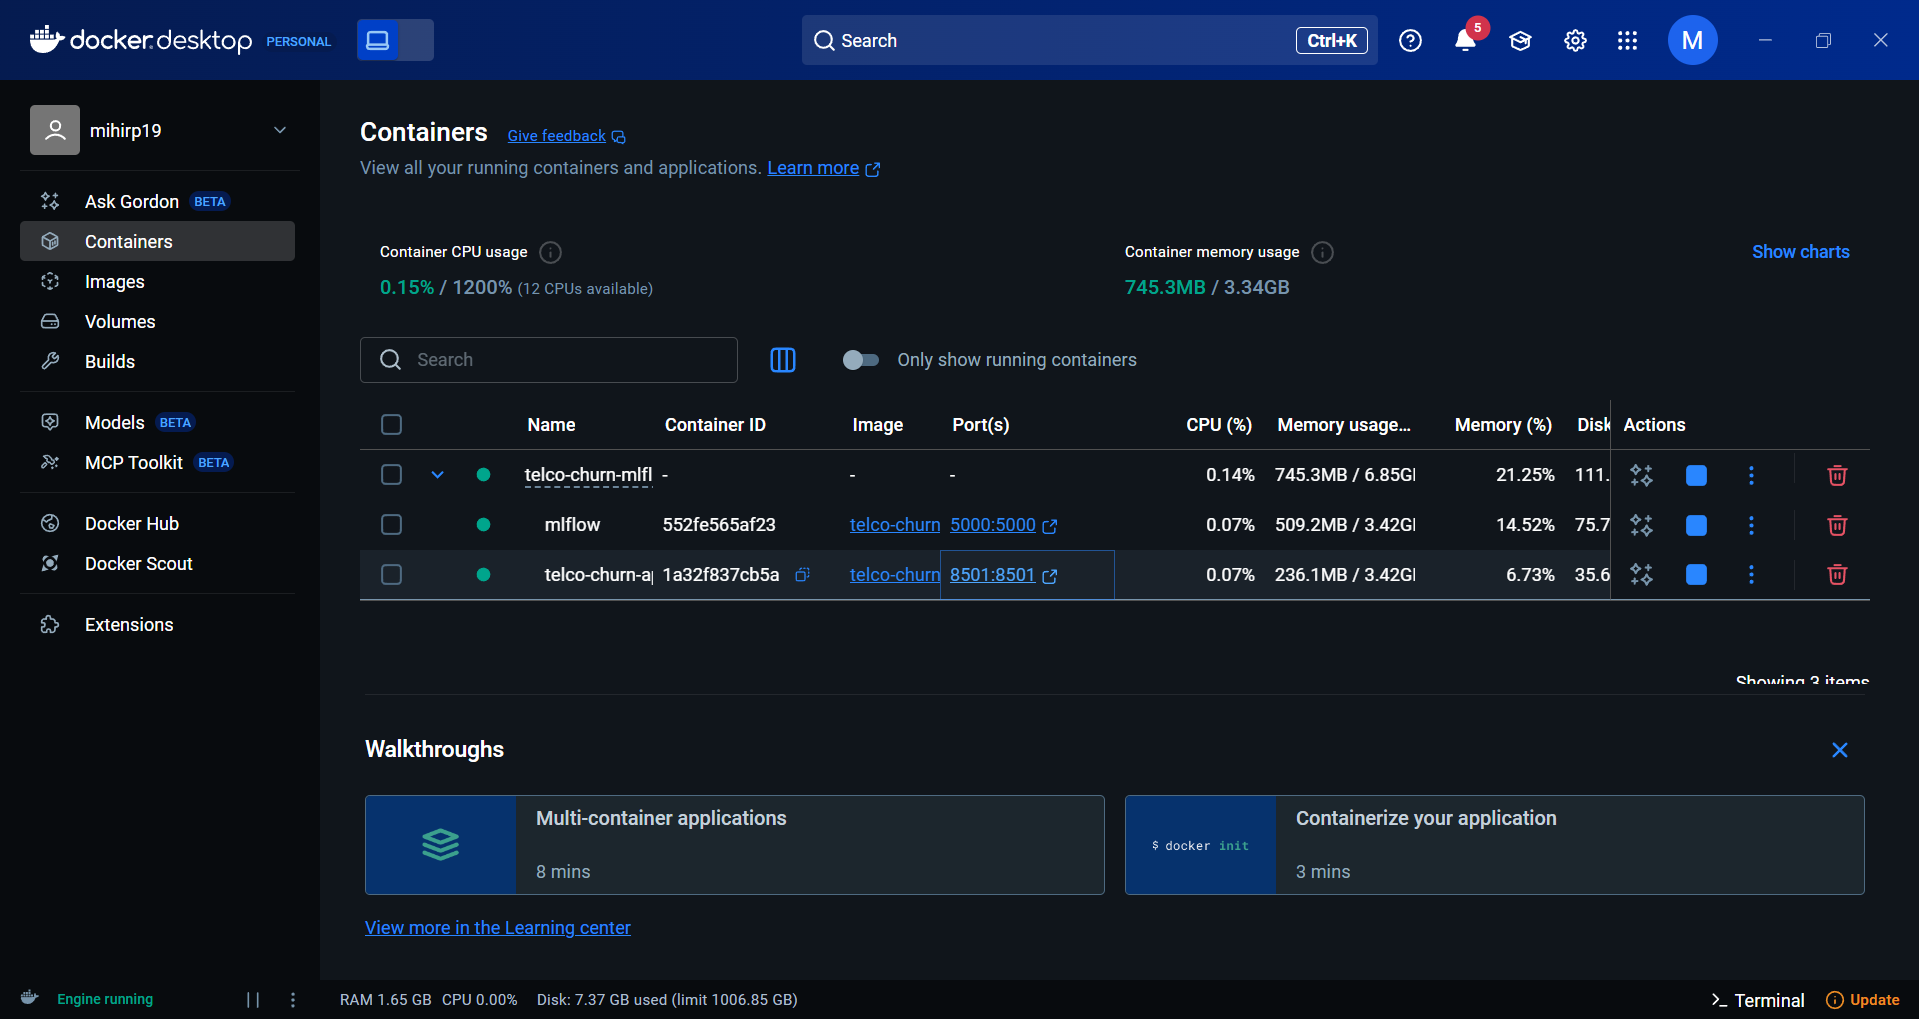 docker.desktop PERSONAL
Search Ctrl+K 5 M
mihirp19
Ask Gordon BETA
Containers
Images
Volumes
Builds
Models BETA
MCP Toolkit BETA
Docker Hub
Docker Scout
Extensions
Containers Give feedback
View all your running containers and applications. Learn more
Container CPU usage
0.15% / 1200% (12 CPUs available)
Container memory usage
745.3MB / 3.34GB
Show charts
Search
Only show running containers
Name Container ID Image Port(s) CPU (%) Memory usage... Memory (%) Disk Actions
telco-churn-mlfl - - - 0.14% 745.3MB / 6.85G 21.25% 111.
mlflow 552fe565af23 telco-churn 5000:5000 0.07% 509.2MB / 3.42G 14.52% 75.7
telco-churn-a 1a32f837cb5a telco-churn 8501:8501 0.07% 236.1MB / 3.42G 6.73% 35.6
Showing 3 items
Walkthroughs
Multi-container applications
8 mins
$ docker init
Containerize your application
3 mins
View more in the Learning center
Engine running
RAM 1.65 GB CPU 0.00% Disk: 7.37 GB used (limit 1006.85 GB)
Terminal Update